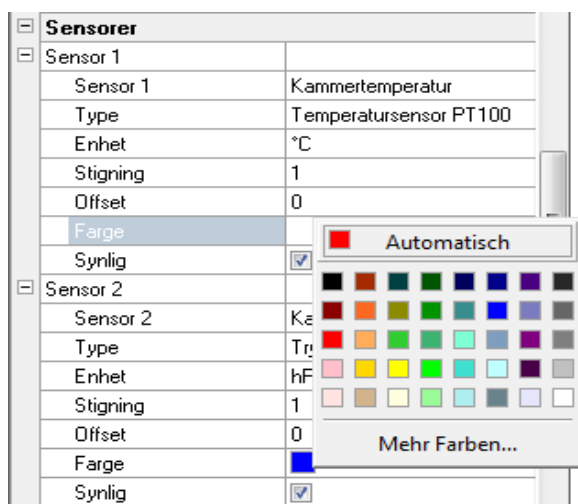 Sensorer
Sensor 1
Sensor 1 Kammertemperatur
Type Temperatursensor PT100
Enhet °C
Stigning 1
Offset 0
Farge
Automatisch
Synlig
Sensor 2
Sensor 2
Type
Enhet
Stigning 1
Offset 0
Mehr Farben...
Farge
Synlig